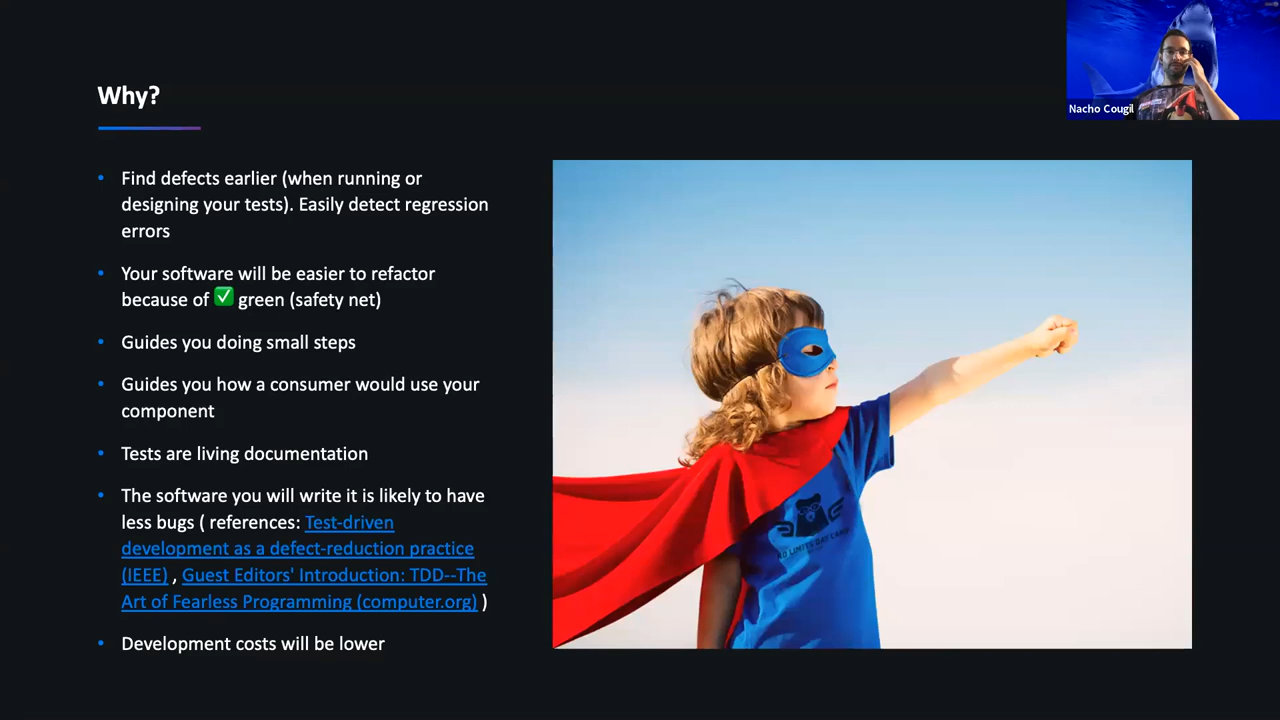 Why?
Nacho Cougil
• Find defects earlier (when running or
designing your tests). Easily detect regression
errors
• Your software will be easier to refactor
because of ✅ green (safety net)
• Guides you doing small steps
• Guides you how a consumer would use your
component
• Tests are living documentation
• The software you will write it is likely to have
less bugs ( references: Test-driven
development as a defect-reduction practice
(IEEE) , Guest Editors' Introduction: TDD--The
Art of Fearless Programming (computer.org) )
• Development costs will be lower
LIMITS DAY